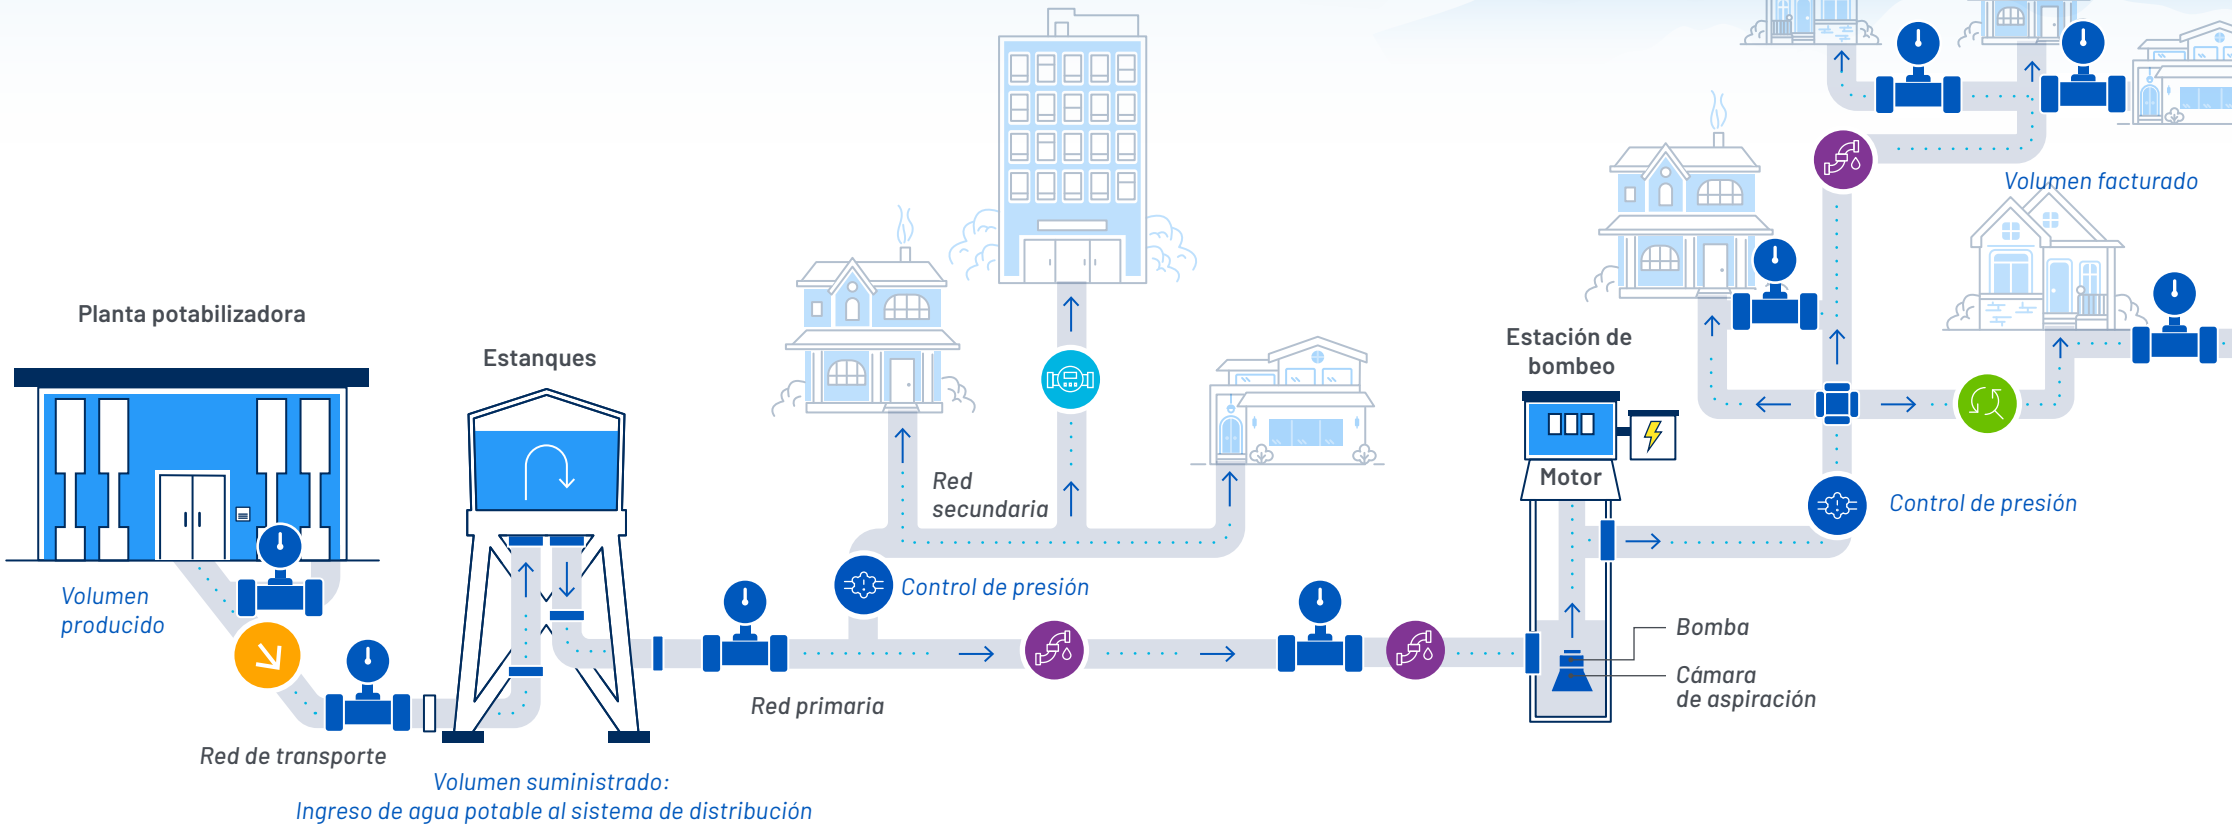 Planta potabilizadora
Volumen
producido
Red de transporte
Estanques
Volumen suministrado:
Ingreso de agua potable al sistema de distribución
Red primaria
Control de presión
Red
secundaria
Estación de
bombeo
Motor
Bomba
Cámara
de aspiración
Control de presión
Volumen facturado